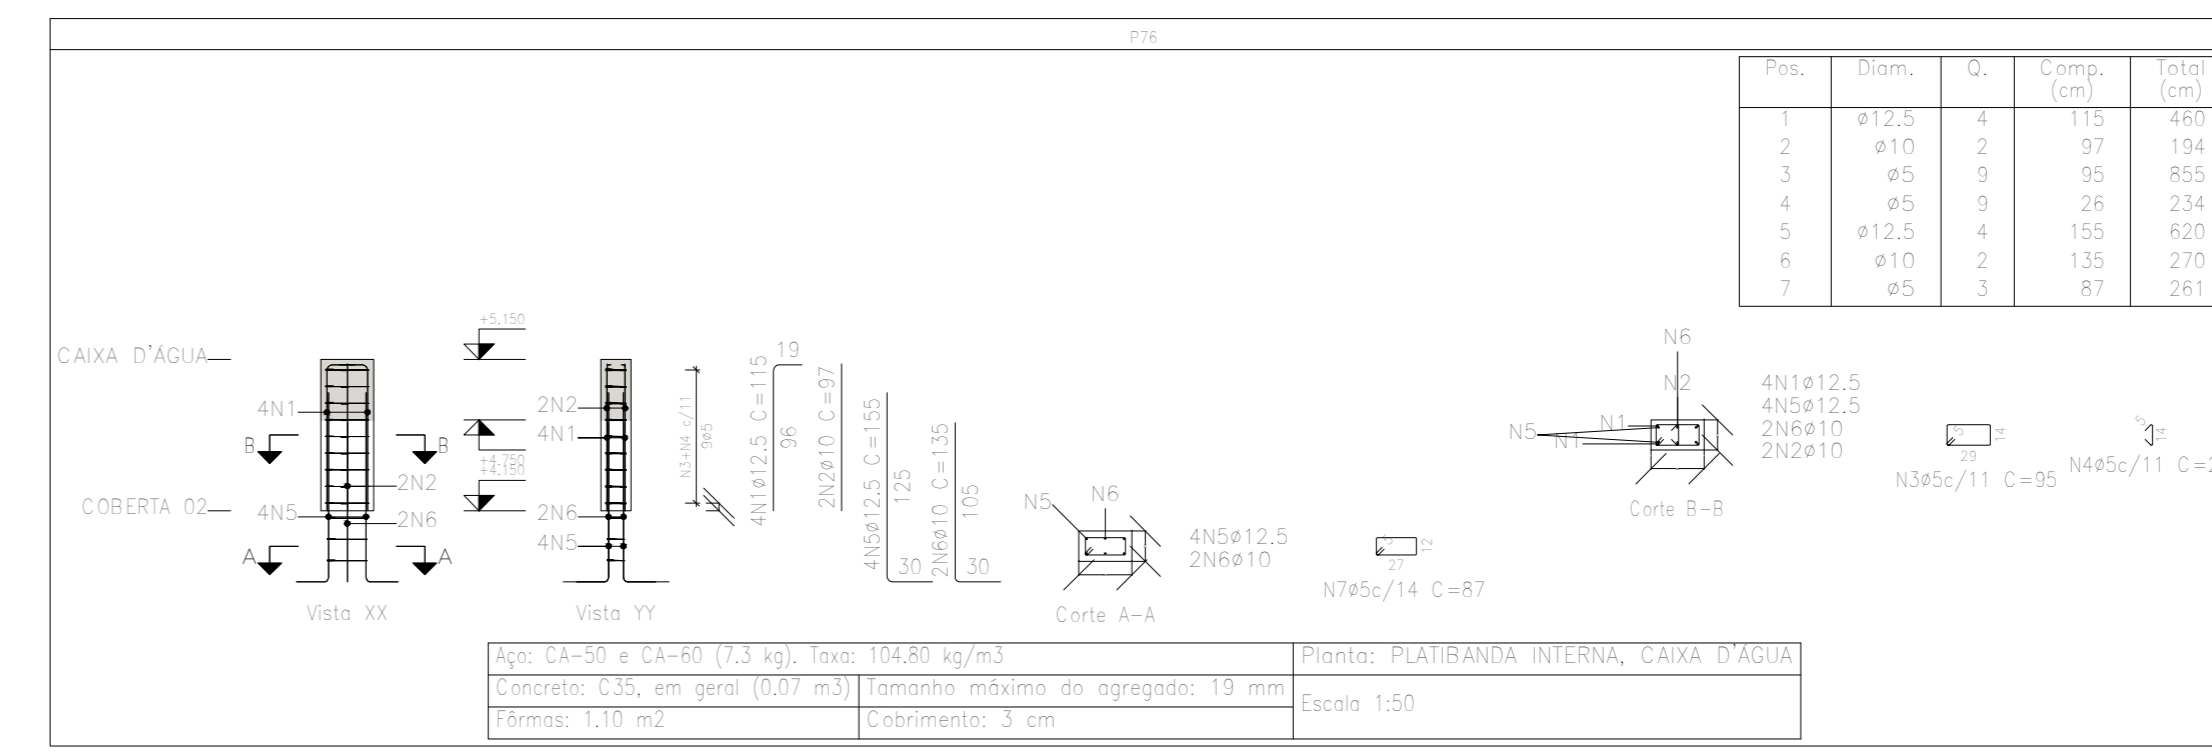 P76
Pos. Diam. Q. Comp. (cm) Total (cm)
1 ø12.5 4 115 460
2 ø10 2 97 194
3 ø5 9 95 855
4 ø5 9 26 234
5 ø12.5 4 155 620
6 ø10 2 135 270
7 ø5 3 87 261
CAIXA D'ÁGUA
COBERTA 02
4N1
B
B
2N2
4N5
2N6
A
A
Vista XX
+5.150
+4.750
+4.150
2N2
4N1
2N6
4N5
Vista YY
N3+N4 c/11
9ø5
4N1ø12.5 C=115
19
96
2N2ø10 C=97
4N5ø12.5 C=155
125
30
2N6ø10 C=135
105
30
N5
N6
4N5ø12.5
2N6ø10
Corte A-A
5
12
27
N7ø5c/14 C=87
N6
N2
N1
N5
N1
4N1ø12.5
4N5ø12.5
2N6ø10
2N2ø10
Corte B-B
5
14
29
N3ø5c/11 C=95
5
14
N4ø5c/11 C=2
Aço: CA-50 e CA-60 (7.3 kg). Taxa: 104.80 kg/m3
Planta: PLATIBANDA INTERNA, CAIXA D'ÁGUA
Concreto: C35, em geral (0.07 m3)
Tamanho máximo do agregado: 19 mm
Escala 1:50
Fôrmas: 1.10 m2
Cobrimento: 3 cm